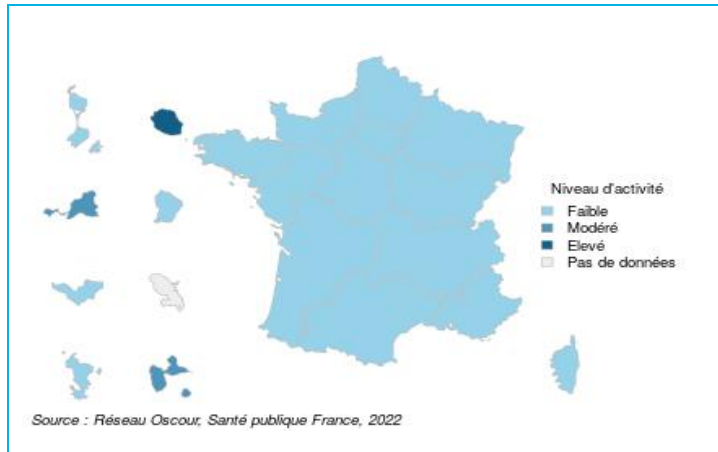 Niveau d'activité
Faible
Modéré
Elevé
Pas de données
Source : Réseau Oscour, Santé publique France, 2022